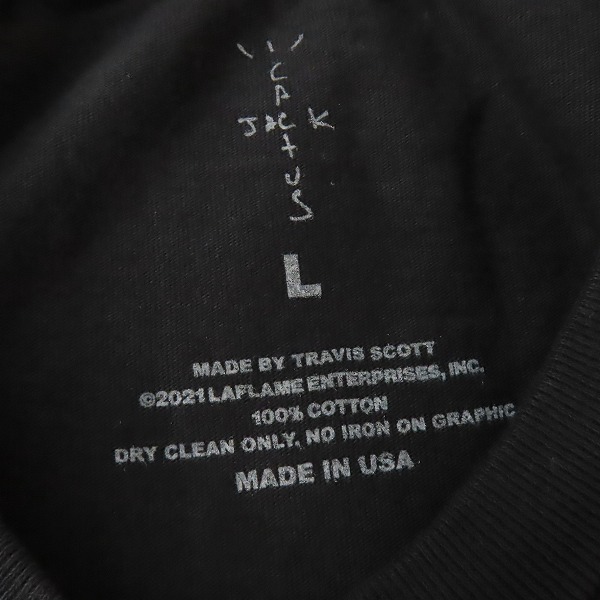 CACTUS
JACK
L
MADE BY TRAVIS SCOTT
©2021 LAFLAME ENTERPRISES, INC.
100% COTTON
DRY CLEAN ONLY, NO IRON ON GRAPHIC
MADE IN USA